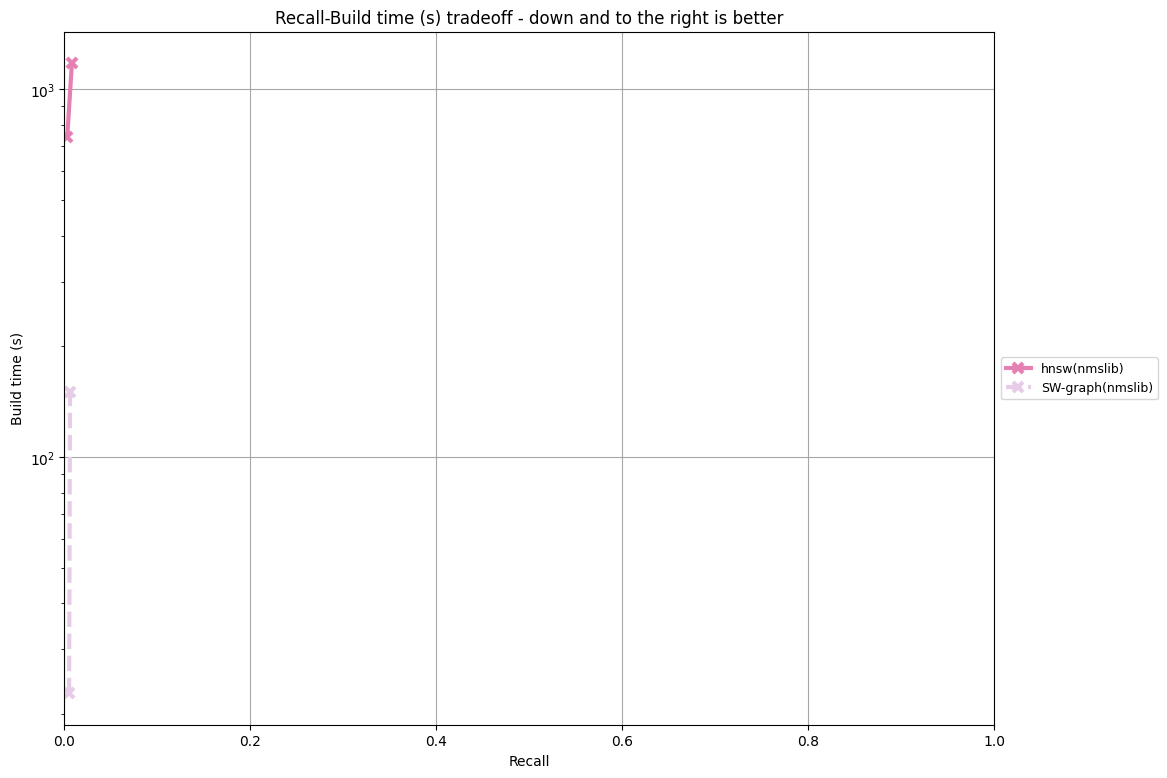 Recall-Build time (s) tradeoff - down and to the right is better
10³
10²
Build time (s)
0.0 0.2 0.4 0.6 0.8 1.0
Recall
hnsw(nmslib)
SW-graph(nmslib)